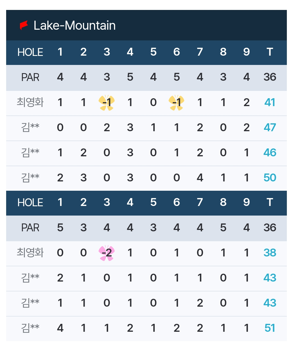 Lake-Mountain
HOLE 1 2 3 4 5 6 7 8 9 T
PAR 4 4 3 5 4 5 4 3 4 36
최영화 1 1 -1 1 0 -1 1 1 2 41
김** 0 0 2 3 1 1 2 0 2 47
김** 1 2 0 3 0 1 2 0 1 46
김** 2 3 0 3 0 0 4 1 1 50
HOLE 1 2 3 4 5 6 7 8 9 T
PAR 5 3 4 4 3 4 4 4 5 36
최영화 0 0 -2 1 0 1 0 1 1 38
김** 2 1 0 1 0 1 1 0 1 43
김** 1 1 0 1 0 1 2 0 1 43
김** 4 1 1 2 1 2 2 1 1 51